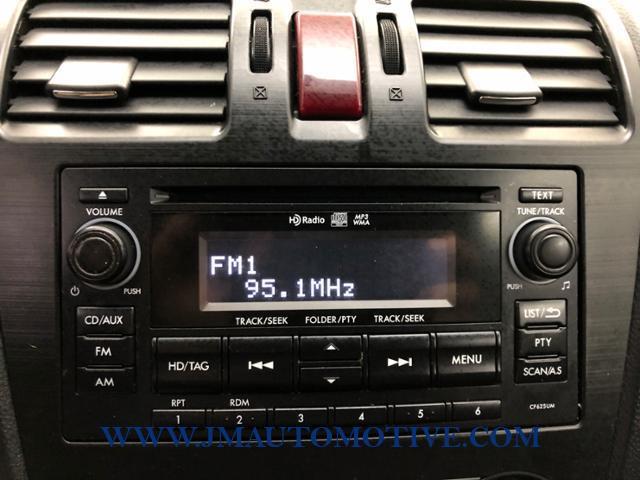 VOLUME
PUSH
HD Radio
MP3
WMA
TEXT
TUNE/TRACK
PUSH
FM1
95.1MHz
TRACK/SEEK FOLDER/PTY TRACK/SEEK
CD/AUX
FM
AM
HD/TAG
MENU
LIST/
PTY
SCAN/A.S
RPT RDM
1 2 3 4 5 6
CF625UM
WWW.JMAUTOMOTIVE.COM